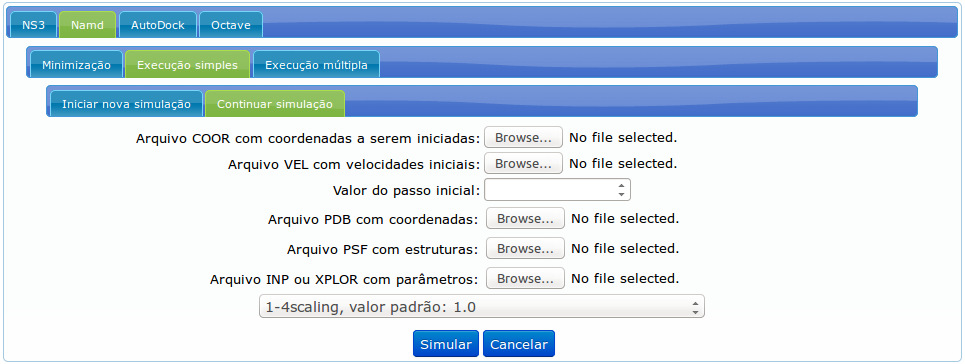 NS3 Namd AutoDock Octave
Minimização Execução simples Execução múltipla
Iniciar nova simulação Continuar simulação
Arquivo COOR com coordenadas a serem iniciadas: Browse... No file selected.
Arquivo VEL com velocidades iniciais: Browse... No file selected.
Valor do passo inicial:
Arquivo PDB com coordenadas: Browse... No file selected.
Arquivo PSF com estruturas: Browse... No file selected.
Arquivo INP ou XPLOR com parâmetros: Browse... No file selected.
1-4scaling, valor padrão: 1.0
Simular Cancelar